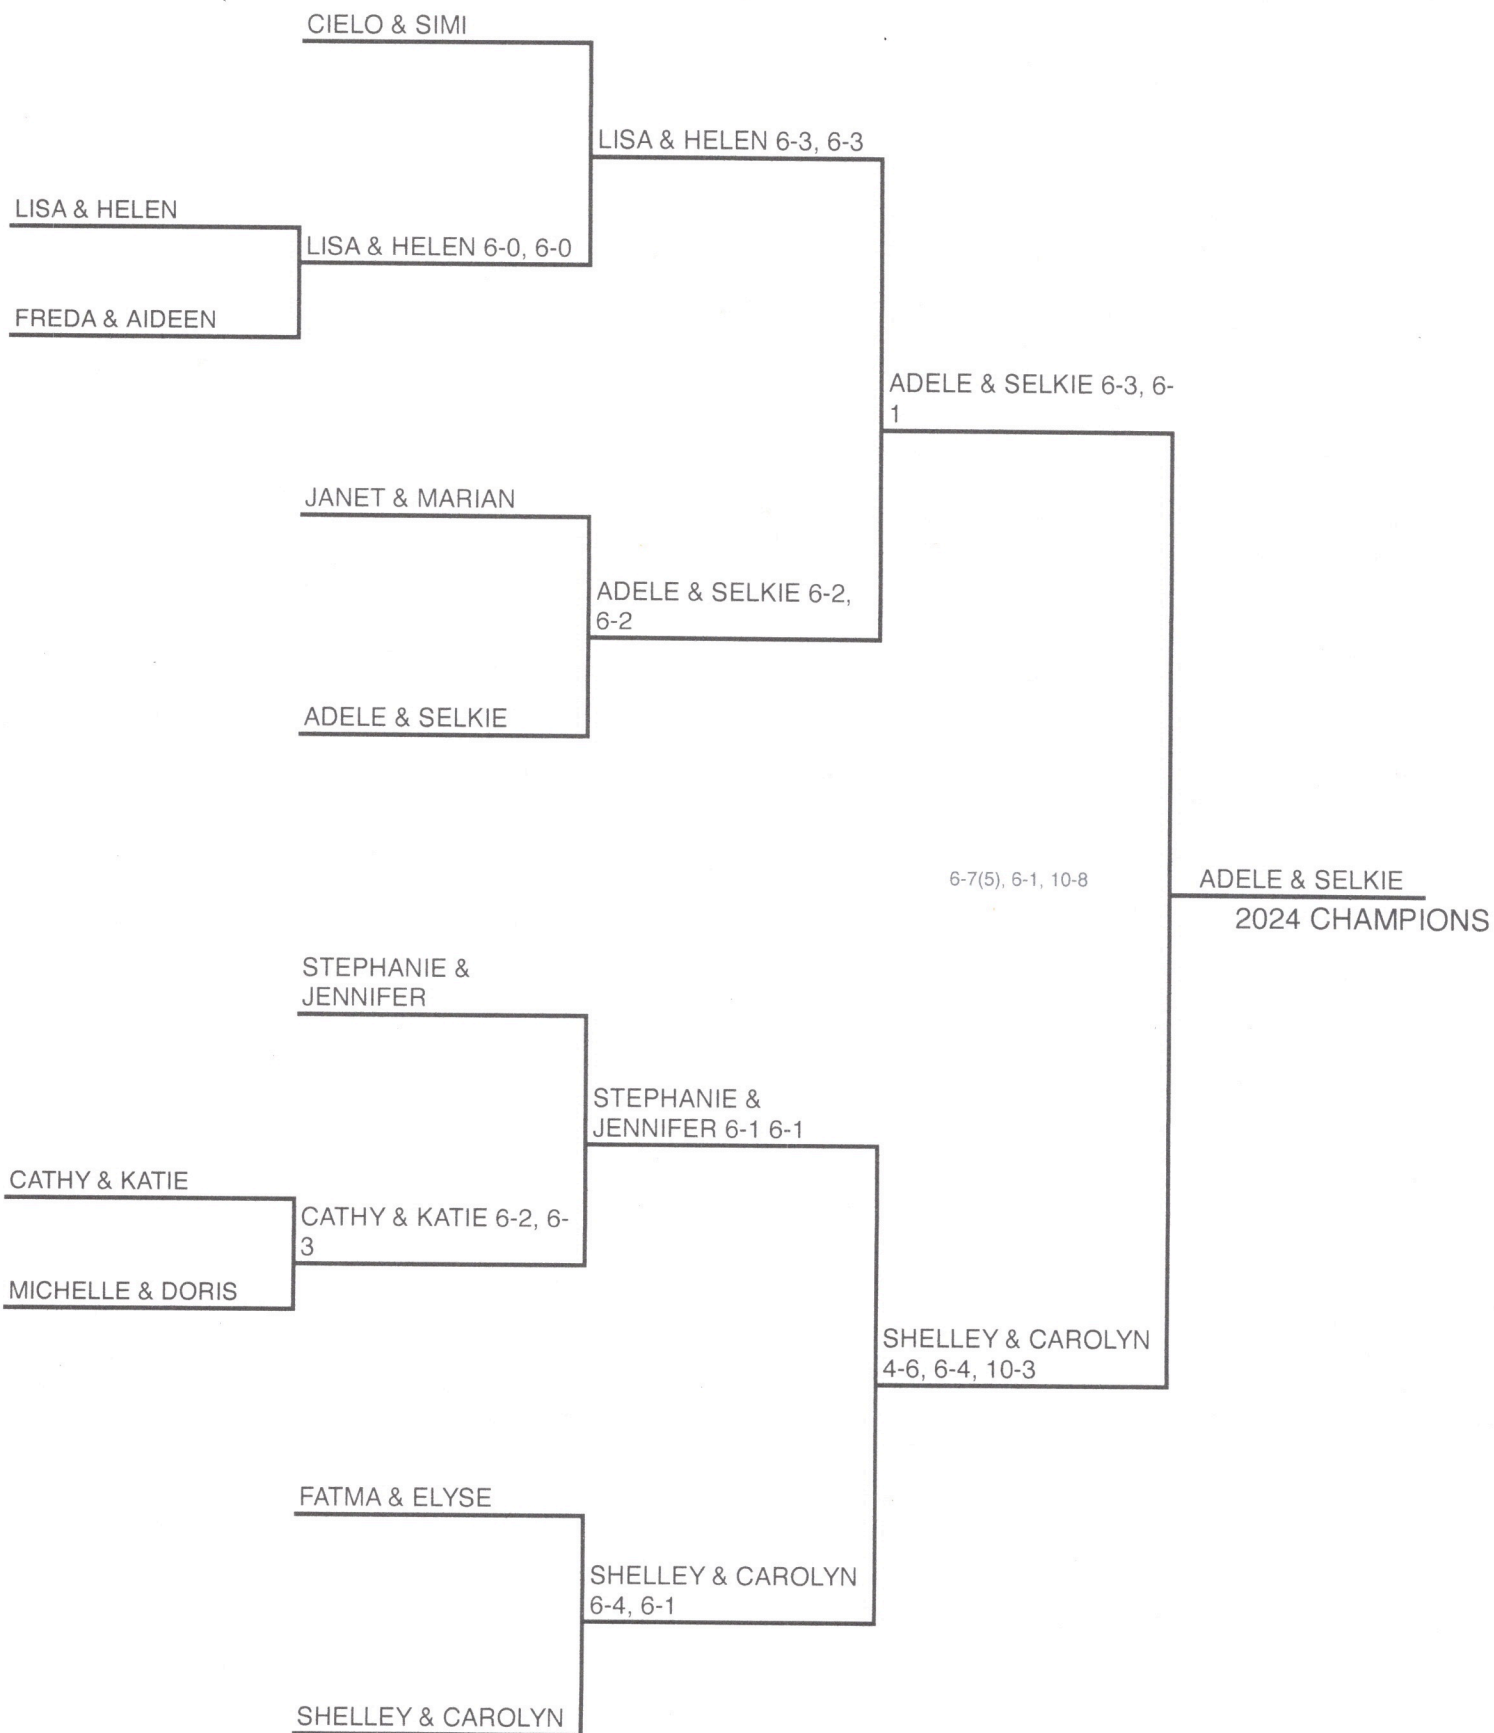 CIELO & SIMI
LISA & HELEN 6-3, 6-3
LISA & HELEN
LISA & HELEN 6-0, 6-0
FREDA & AIDEEN
ADELE & SELKIE 6-3, 6-
1
JANET & MARIAN
ADELE & SELKIE 6-2,
6-2
ADELE & SELKIE
6-7(5), 6-1, 10-8
ADELE & SELKIE
2024 CHAMPIONS
STEPHANIE &
JENNIFER
STEPHANIE &
JENNIFER 6-1 6-1
CATHY & KATIE
CATHY & KATIE 6-2, 6-
3
MICHELLE & DORIS
SHELLEY & CAROLYN
4-6, 6-4, 10-3
FATMA & ELYSE
SHELLEY & CAROLYN
6-4, 6-1
SHELLEY & CAROLYN